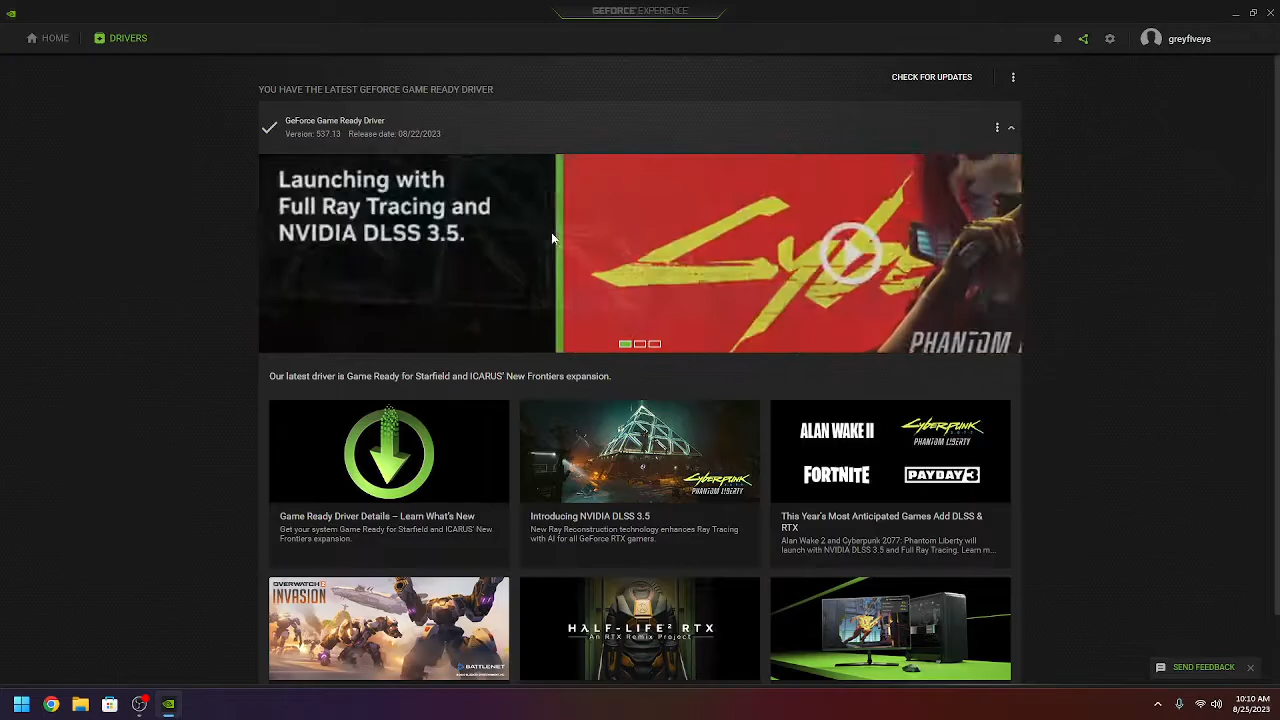 GEFORCE EXPERIENCE
HOME
DRIVERS
greyfiveys
CHECK FOR UPDATES
YOU HAVE THE LATEST GEFORCE GAME READY DRIVER
GeForce Game Ready Driver
Version: 537.13 Release date: 08/22/2023
Launching with
Full Ray Tracing and
NVIDIA DLSS 3.5.
PHANTOM
Our latest driver is Game Ready for Starfield and ICARUS' New Frontiers expansion.
CYBERPUNK
PHANTOM LIBERTY
ALAN WAKE II
CYBERPUNK
PHANTOM LIBERTY
FORTNITE
PAYDAY 3
Game Ready Driver Details – Learn What's New
Get your system Game Ready for Starfield and ICARUS' New
Frontiers expansion.
Introducing NVIDIA DLSS 3.5
New Ray Reconstruction technology enhances Ray Tracing
with AI for all GeForce RTX gamers.
This Year's Most Anticipated Games Add DLSS &
RTX
Alan Wake 2 and Cyberpunk 2077: Phantom Liberty will
launch with NVIDIA DLSS 3.5 and Full Ray Tracing. Learn m...
OVERWATCH 2
INVASION
BATTLE.NET
HλLF-LIFE² RTX
An RTX Remix Project
SEND FEEDBACK
10:10 AM
8/25/2023